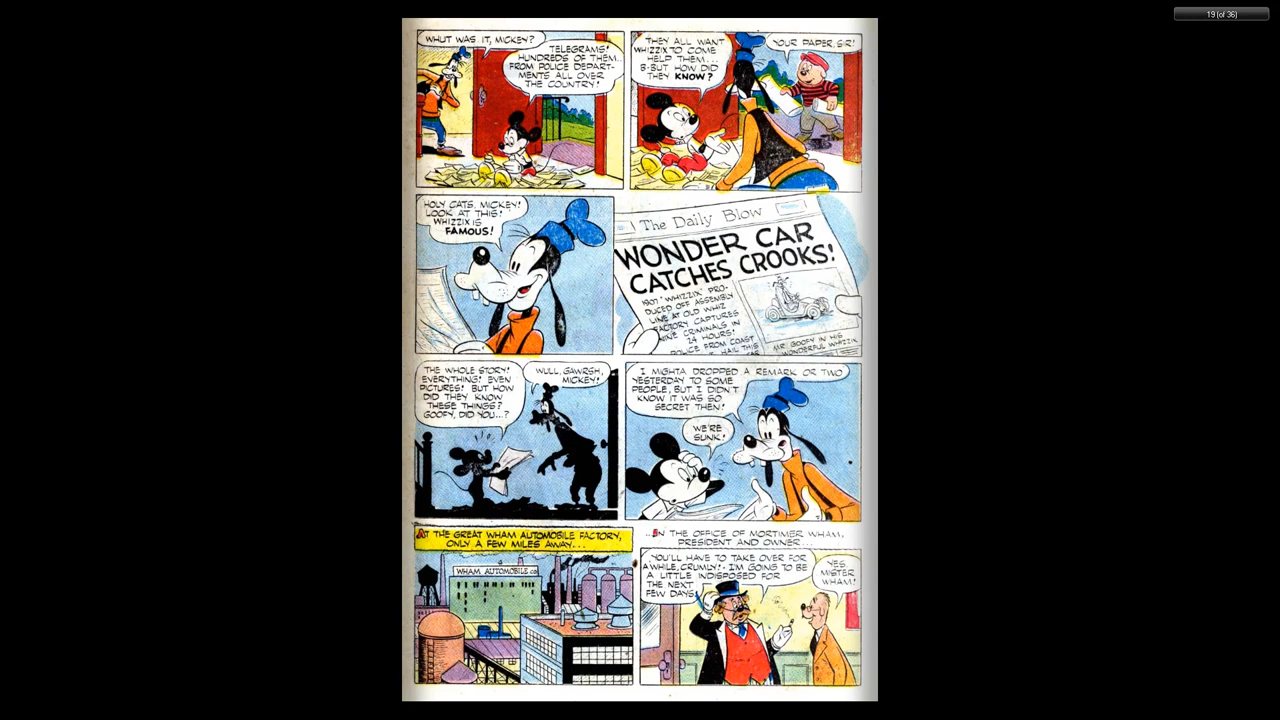 19 (of 36)
WHUT WAS IT, MICKEY?
TELEGRAMS!
HUNDREDS OF THEM
FROM POLICE DEPART-
MENTS ALL OVER
THE COUNTRY!
THEY ALL WANT
WHIZZIX TO COME
HELP THEM...
B-BUT HOW DID
THEY KNOW?
YOUR PAPER, SIR!
HOLY CATS, MICKEY!
LOOK AT THIS!
WHIZZIX IS
FAMOUS!
The Daily Blow
WONDER CAR
CATCHES CROOKS!
1907 "WHIZZIX" PRO-
DUCED OFF ASSEMBLY
LINE AT OLD WHIZ
FACTORY CAPTURES
NINE CRIMINALS IN
24 HOURS!
POLICE FROM COAST
HAIL THIS
MR. GOOFY IN HIS
WONDERFUL WHIZZIX
THE WHOLE STORY!
EVERYTHING! EVEN
PICTURES! BUT HOW
DID THEY KNOW
THESE THINGS?
GOOFY, DID YOU...?
WULL, GAWRSH,
MICKEY!
I MIGHTA DROPPED A REMARK OR TWO
YESTERDAY TO SOME
PEOPLE, BUT I DIDN'T
KNOW IT WAS SO
SECRET THEN!
WE'RE
SUNK!
AT THE GREAT WHAM AUTOMOBILE FACTORY,
ONLY A FEW MILES AWAY...
WHAM AUTOMOBILE CO
...IN THE OFFICE OF MORTIMER WHAM,
PRESIDENT AND OWNER...
YOU'LL HAVE TO TAKE OVER FOR
A WHILE, CRUMLY! I'M GOING TO BE
A LITTLE INDISPOSED FOR
THE NEXT
FEW DAYS!
YES,
MISTER
WHAM!